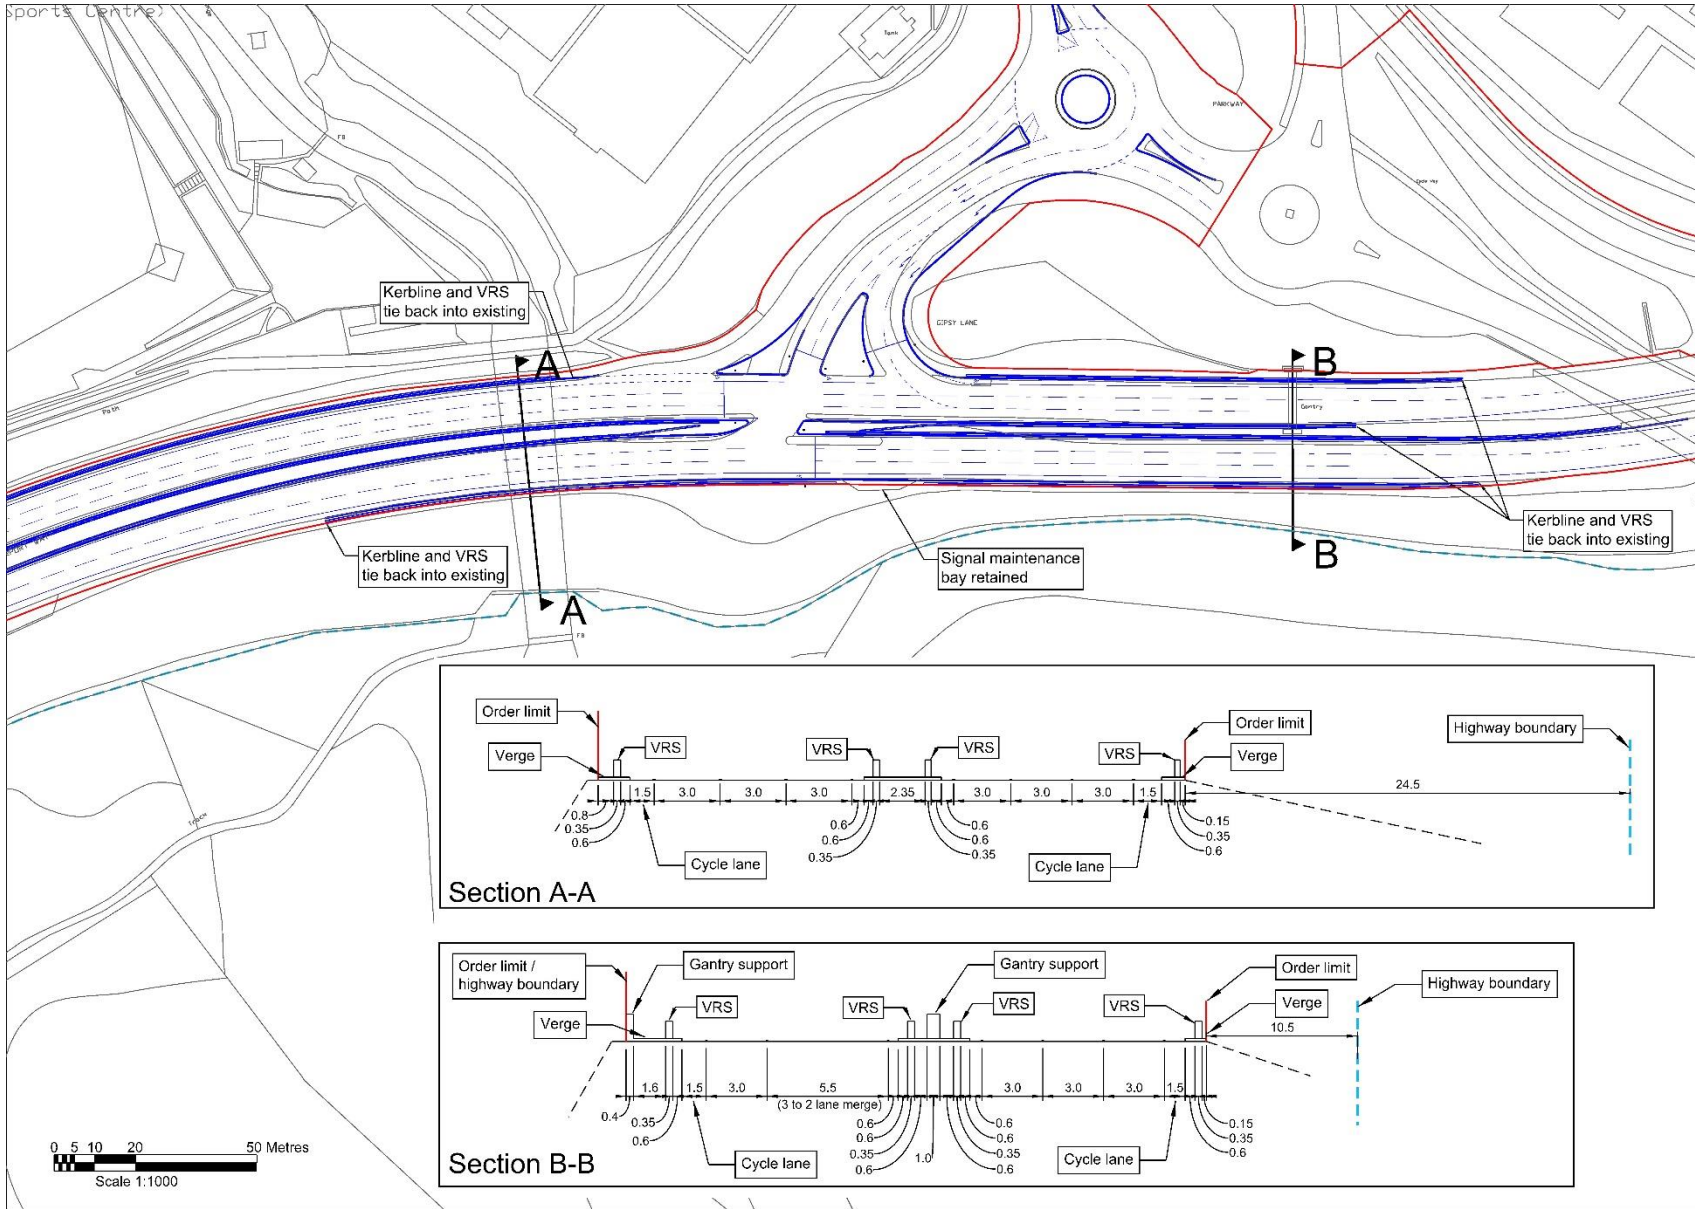 Sports Centre)
Tank
FB
PARKWAY
Cycle Way
Kerbline and VRS
tie back into existing
GIPSY LANE
A
B
Path
Gantry
Kerbline and VRS
tie back into existing
Kerbline and VRS
tie back into existing
Signal maintenance
bay retained
B
A
FB
Track
Order limit
Verge
VRS
VRS
VRS
VRS
Order limit
Verge
Highway boundary
1.5
3.0
3.0
3.0
2.35
3.0
3.0
3.0
1.5
24.5
0.8
0.35
0.6
0.6
0.6
0.35
0.6
0.6
0.35
0.15
0.35
0.6
Cycle lane
Cycle lane
Section A-A
Order limit /
highway boundary
Gantry support
Gantry support
Order limit
Highway boundary
Verge
VRS
VRS
VRS
VRS
Verge
10.5
1.6
1.5
3.0
5.5
(3 to 2 lane merge)
3.0
3.0
3.0
1.5
0.4
0.35
0.6
0.6
0.6
0.35
0.6
1.0
0.6
0.6
0.35
0.6
0.15
0.35
0.6
Cycle lane
Cycle lane
Section B-B
0 5 10 20 50 Metres
Scale 1:1000